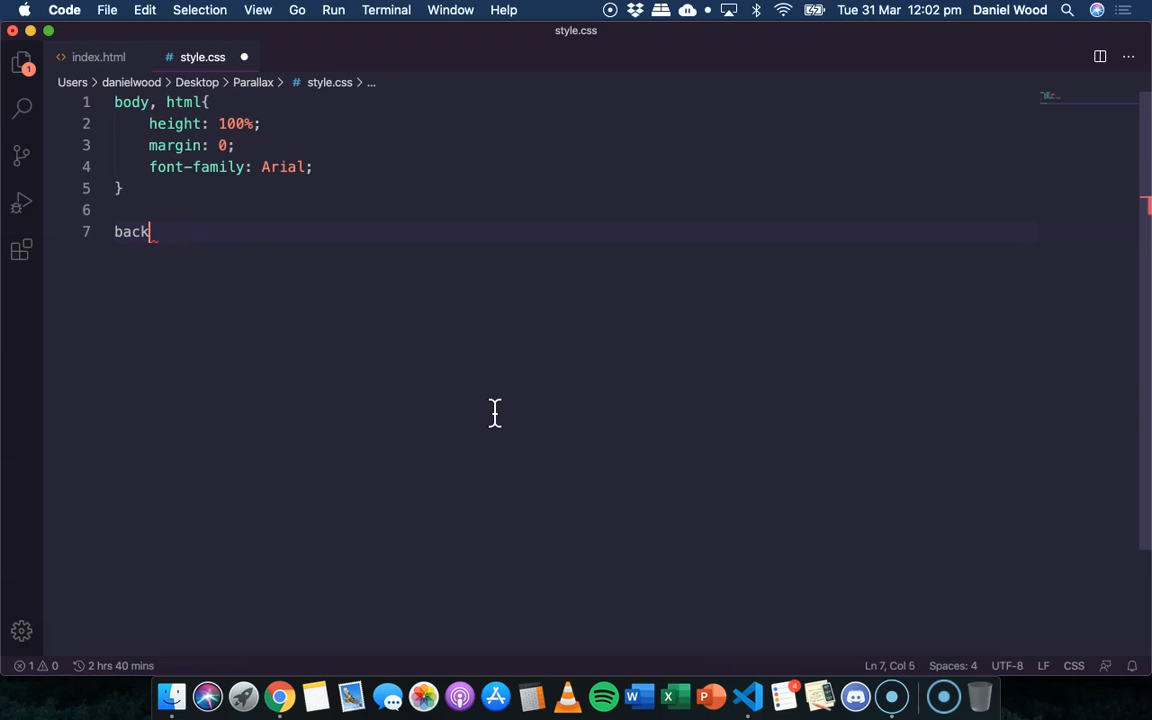 Code File Edit Selection View Go Run Terminal Window Help Tue 31 Mar 12:02 pm Daniel Wood
style.css
<> index.html # style.css
Users > danielwood > Desktop > Parallax > # style.css > ...
1 body, html{
2 height: 100%;
3 margin: 0;
4 font-family: Arial;
5 }
6
7 back
1
1 0 2 hrs 40 mins Ln 7, Col 5 Spaces: 4 UTF-8 LF CSS
4